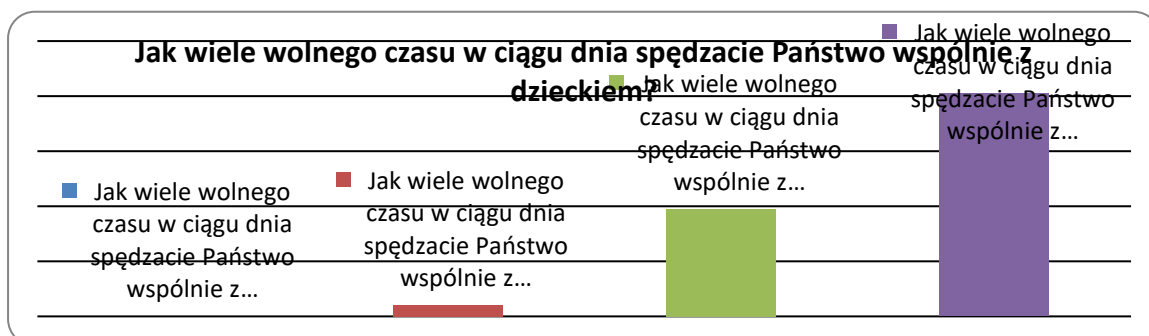 Jak wiele wolnego czasu w ciągu dnia spędzacie Państwo wspólnie z
dzieckiem?
Jak wiele wolnego
czasu w ciągu dnia
spędzacie Państwo
wspólnie z...
Jak wiele wolnego
czasu w ciągu dnia
spędzacie Państwo
wspólnie z...
Jak wiele wolnego
czasu w ciągu dnia
spędzacie Państwo
wspólnie z...
Jak wiele wolnego
czasu w ciągu dnia
spędzacie Państwo
wspólnie z...